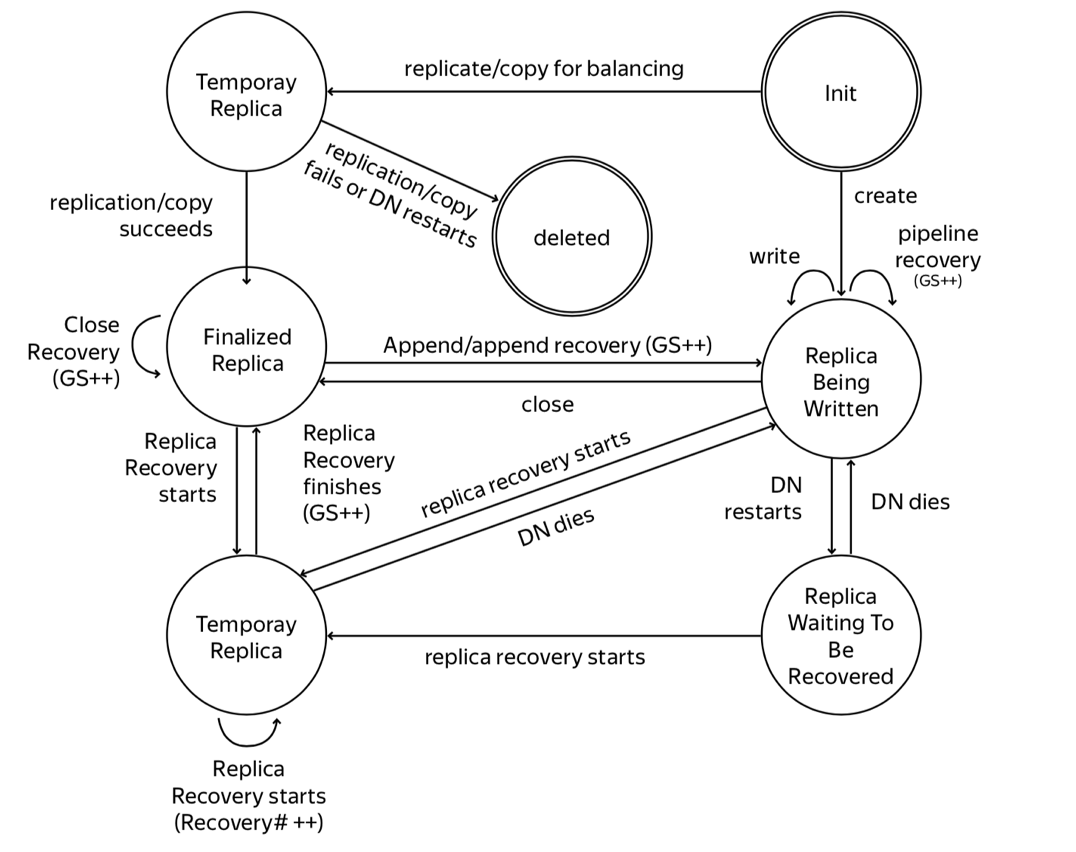 Temporay
Replica
replicate/copy for balancing
Init
replication/copy
fails or DN restarts
replication/copy
succeeds
deleted
create
write
pipeline
recovery
(GS++)
Close
Recovery
(GS++)
Finalized
Replica
Append/append recovery (GS++)
close
Replica
Being
Written
Replica
Recovery
starts
Replica
Recovery
finishes
(GS++)
replica recovery starts
DN dies
DN
restarts
DN dies
Temporay
Replica
replica recovery starts
Replica
Waiting To
Be
Recovered
Replica
Recovery starts
(Recovery# ++)